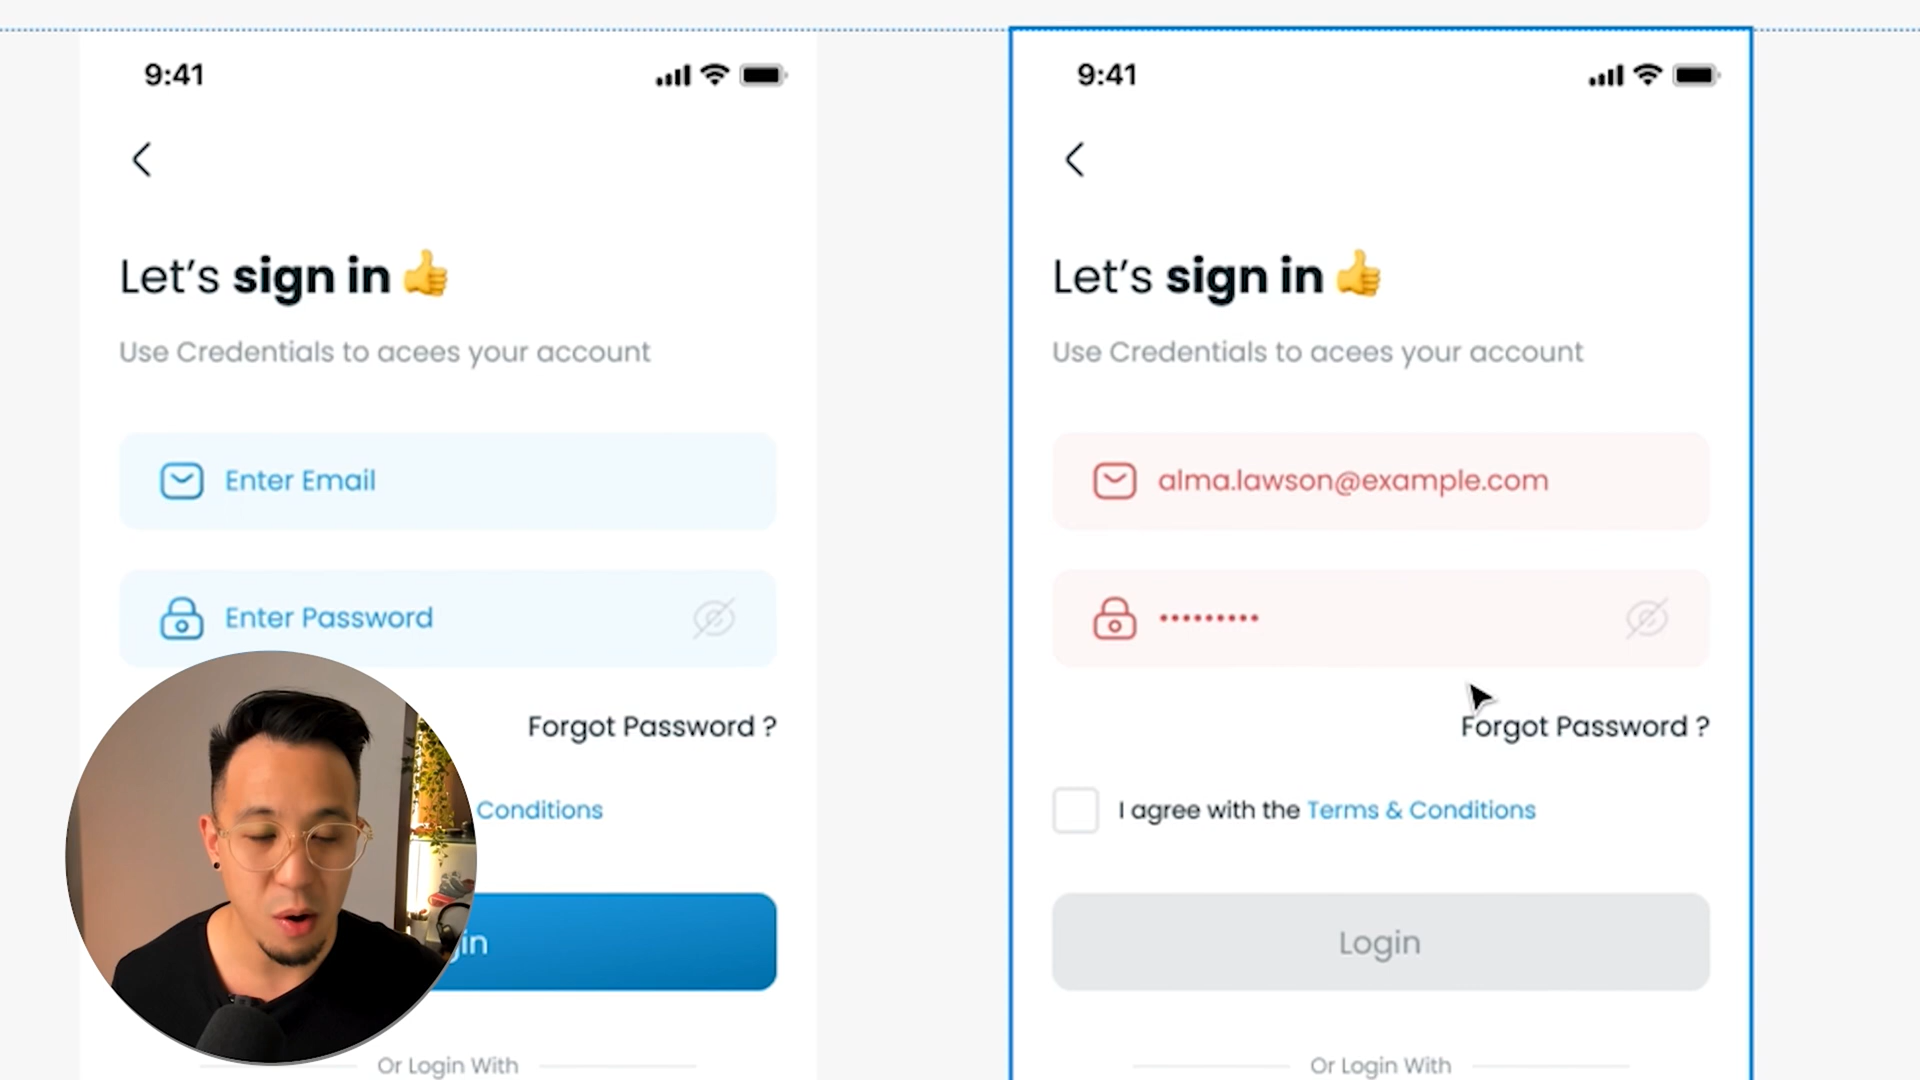 9:41
Let's sign in 👍
Use Credentials to acees your account
Enter Email
Enter Password
Forgot Password ?
Conditions
in
Or Login With
9:41
Let's sign in 👍
Use Credentials to acees your account
alma.lawson@example.com
•••••••••
Forgot Password ?
I agree with the Terms & Conditions
Login
Or Login With